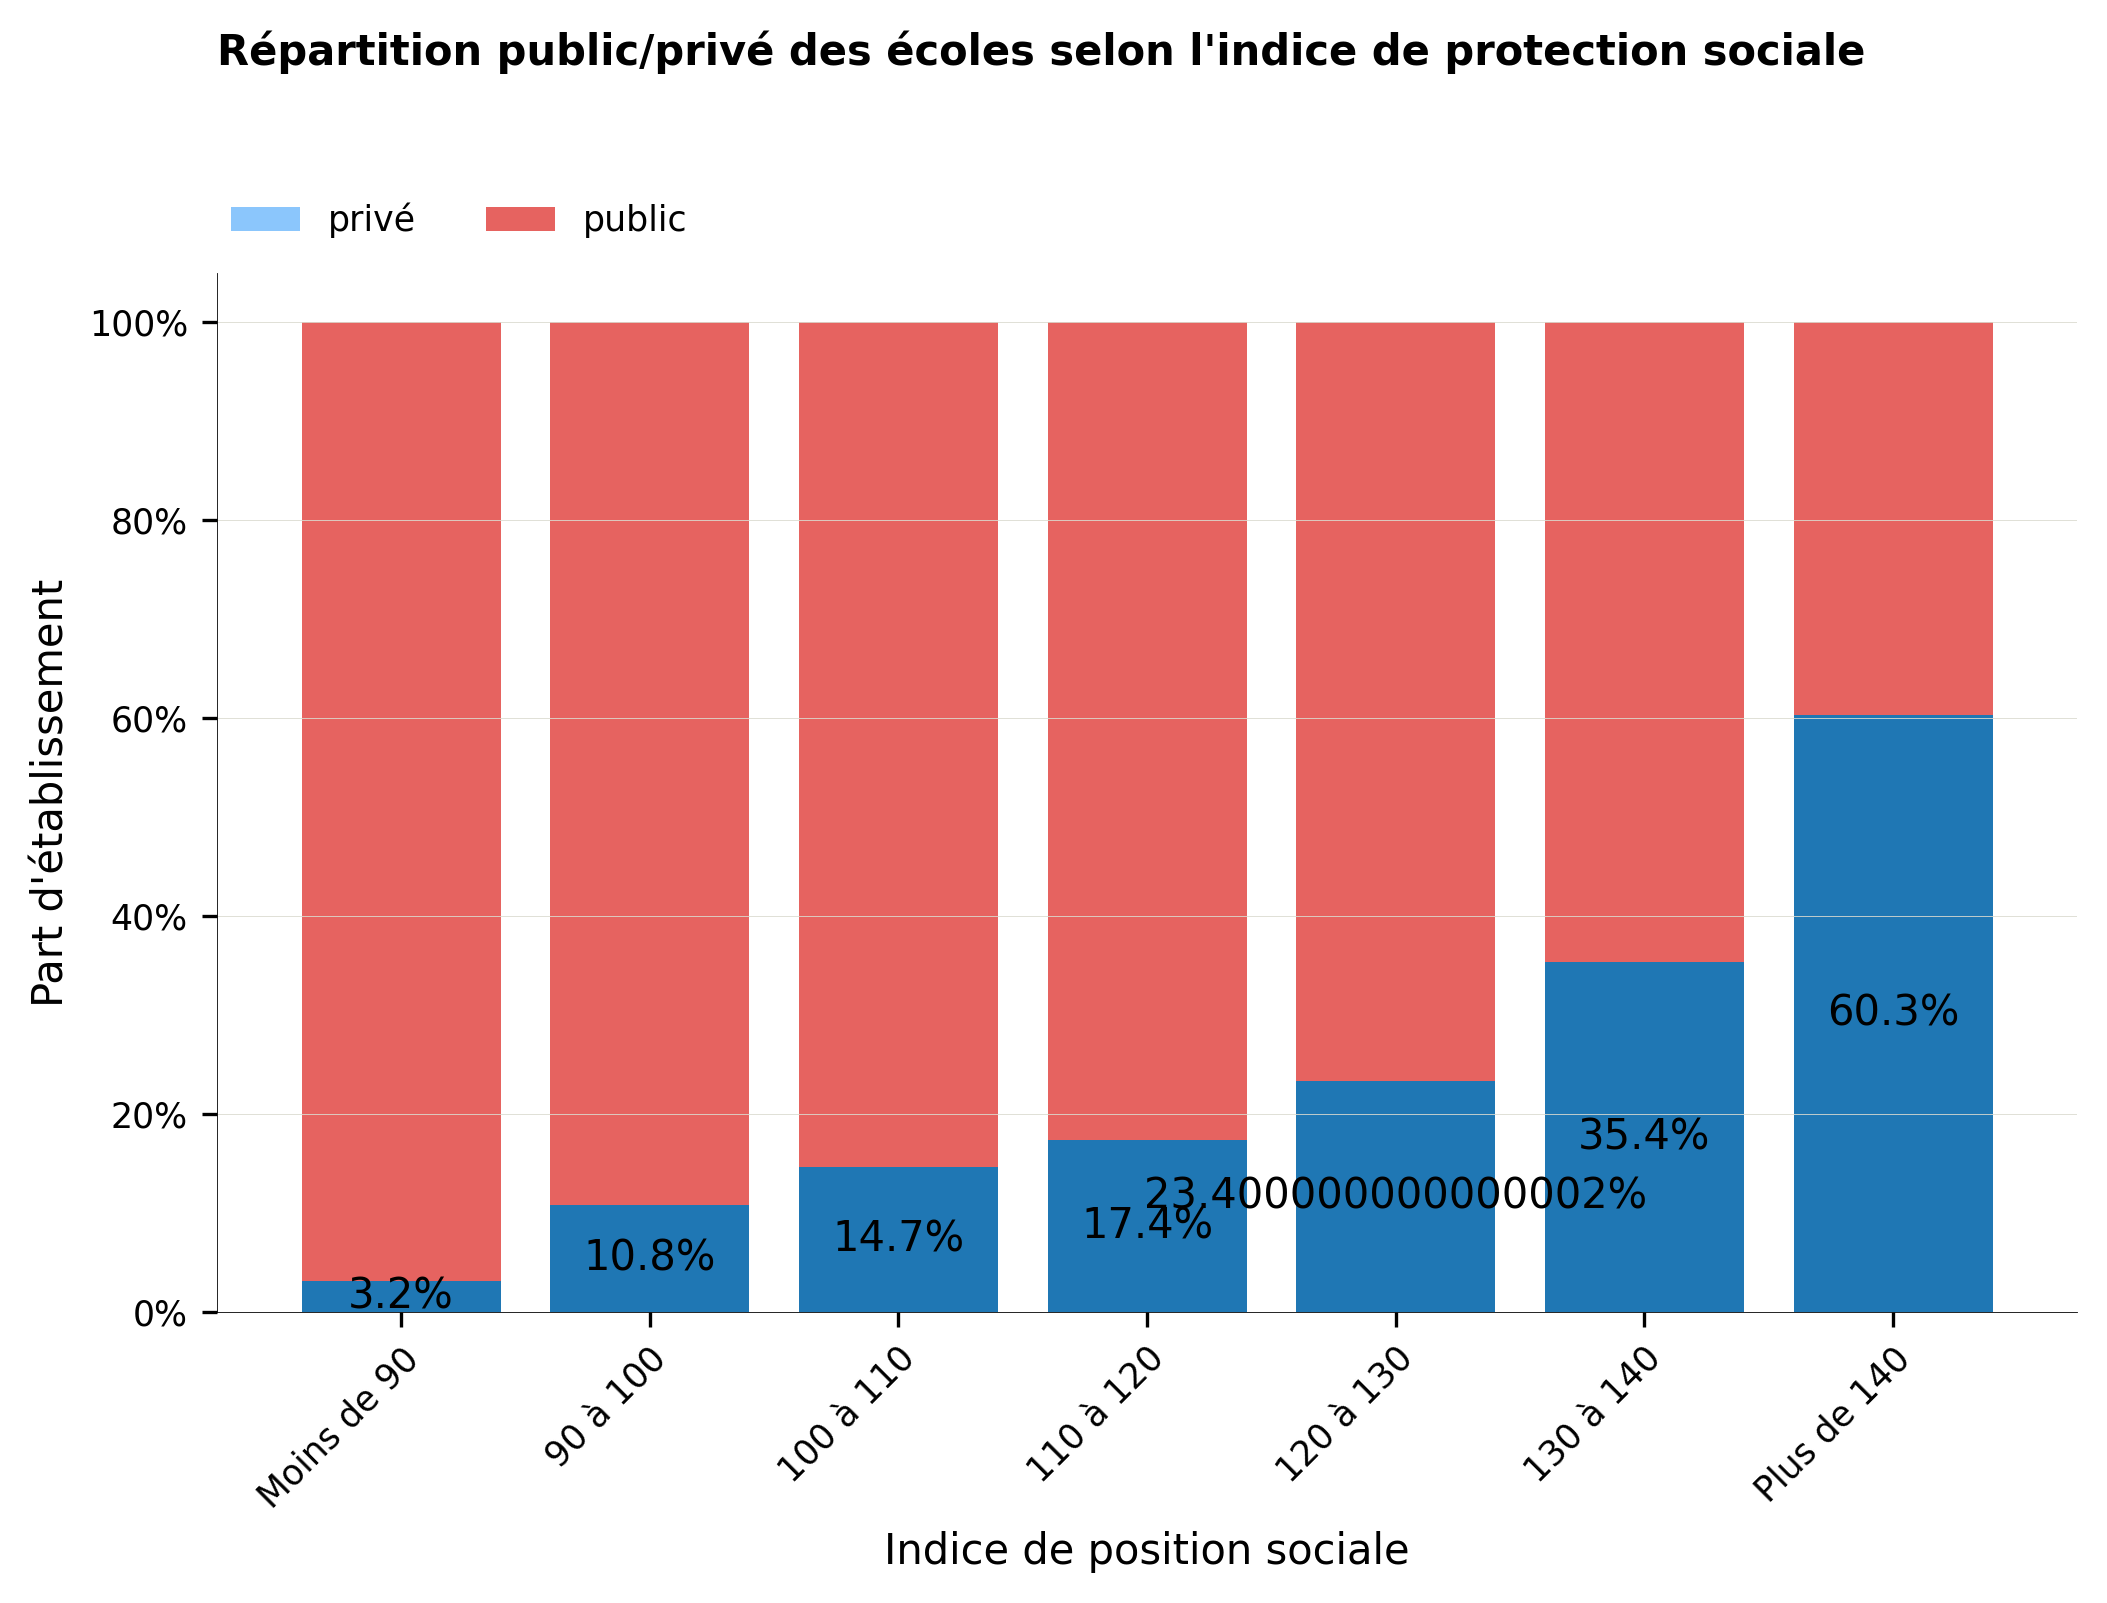 Répartition public/privé des écoles selon l'indice de protection sociale
privé public
Part d'établissement
100%
80%
60%
40%
20%
0%
3.2%
10.8%
14.7%
17.4%
23.400000000000002%
35.4%
60.3%
Moins de 90
90 à 100
100 à 110
110 à 120
120 à 130
130 à 140
Plus de 140
Indice de position sociale